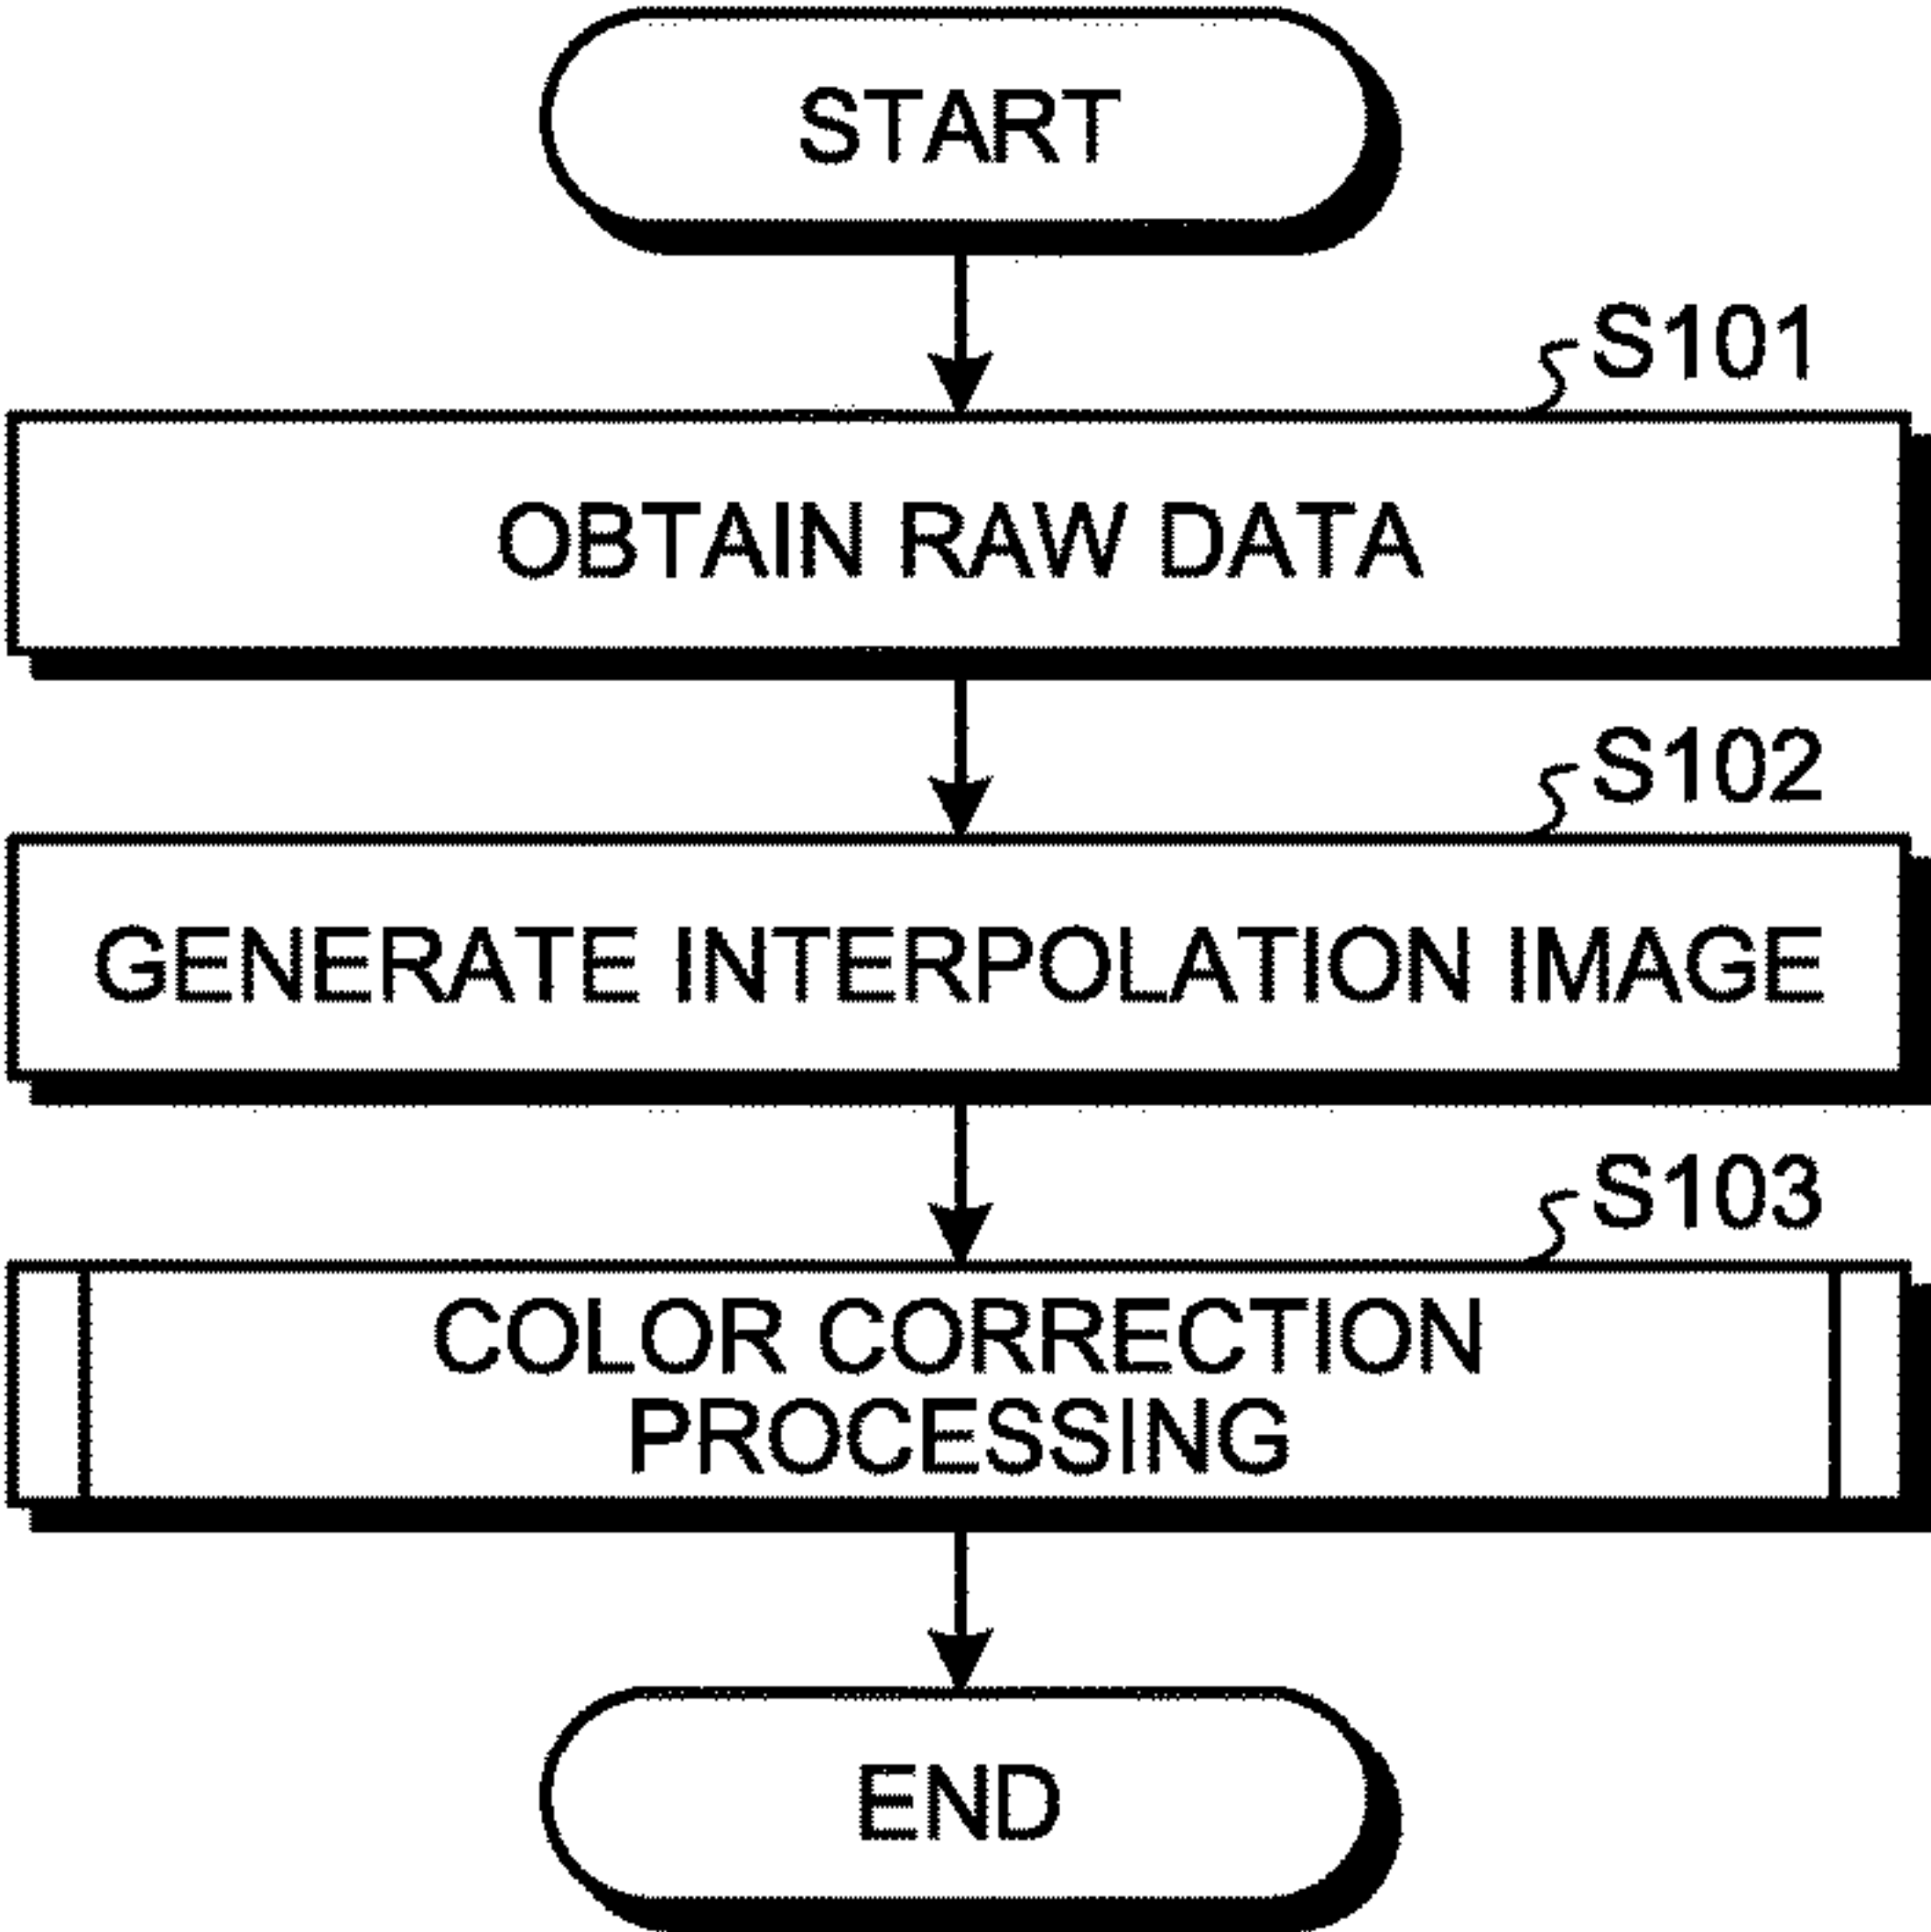 START
S101
OBTAIN RAW DATA
S102
GENERATE INTERPOLATION IMAGE
S103
COLOR CORRECTION
PROCESSING
END